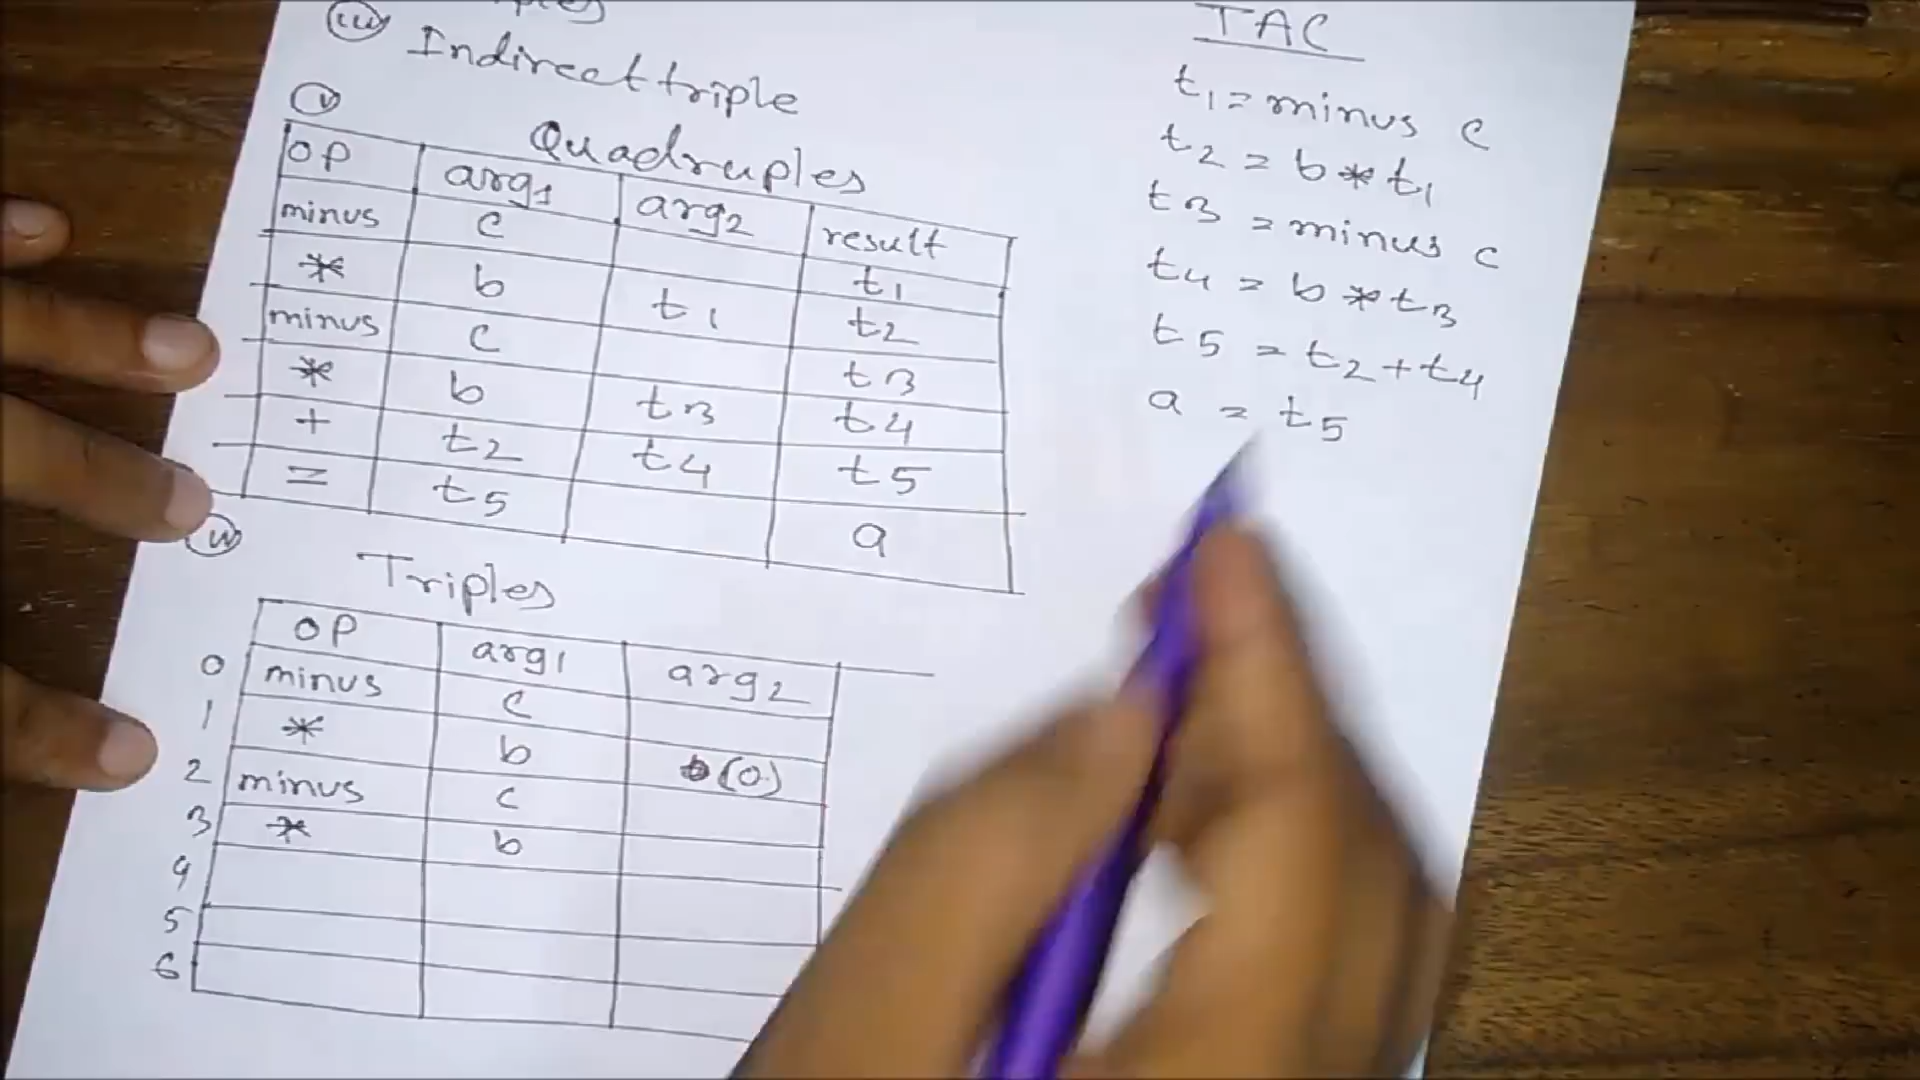 Indirect triple
Quadruples
op arg1 arg2 result
minus c t1
* b t1 t2
minus c t3
* b t3 t4
+ t2 t4 t5
= t5 a
Triples
op arg1 arg2
0 minus c
1 * b (0)
2 minus c
3 * b
4
5
6
TAC
t1 = minus c
t2 = b * t1
t3 = minus c
t4 = b * t3
t5 = t2 + t4
a = t5